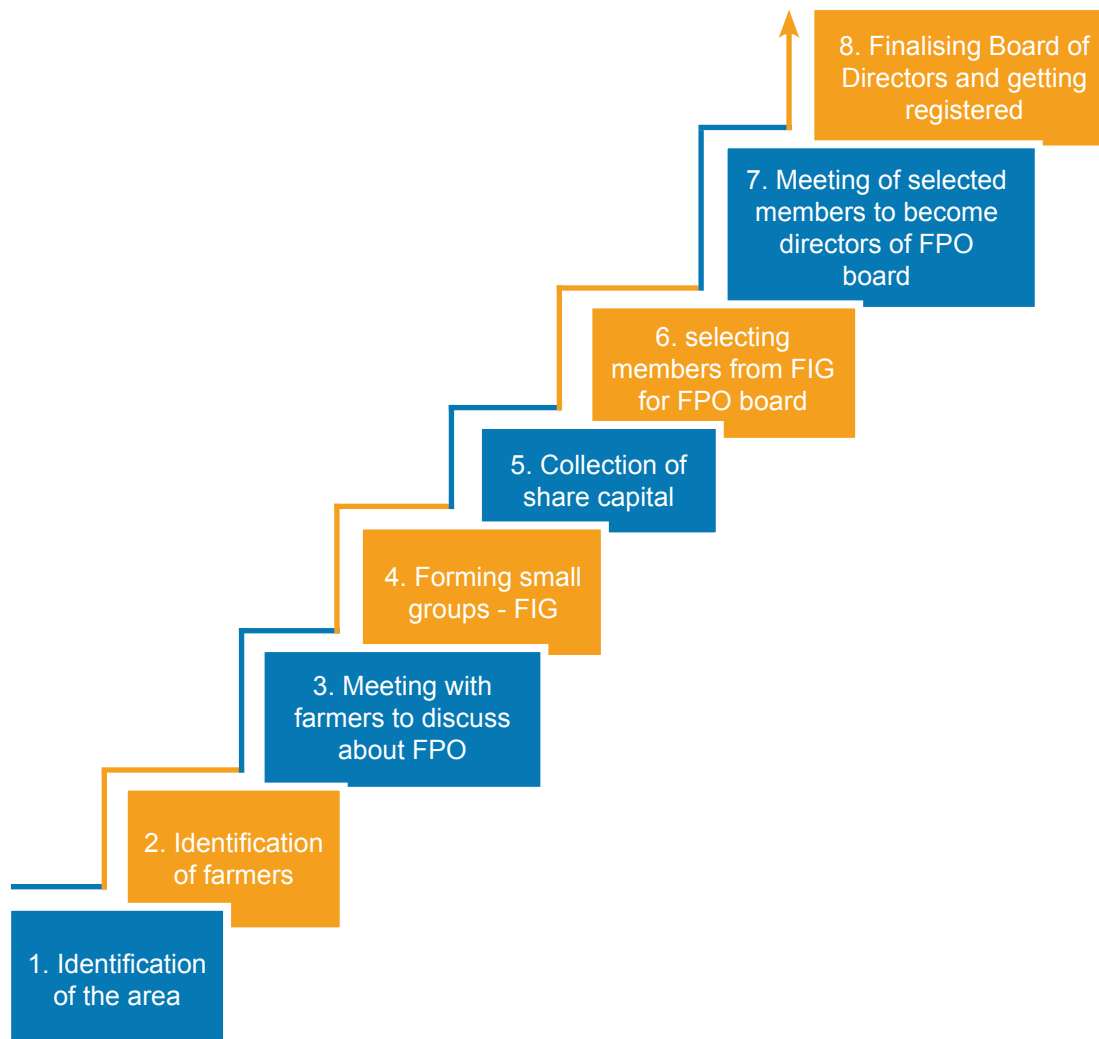 8. Finalising Board of
Directors and getting
registered
7. Meeting of selected
members to become
directors of FPO
board
6. selecting
members from FIG
for FPO board
5. Collection of
share capital
4. Forming small
groups - FIG
3. Meeting with
farmers to discuss
about FPO
2. Identification
of farmers
1. Identification
of the area